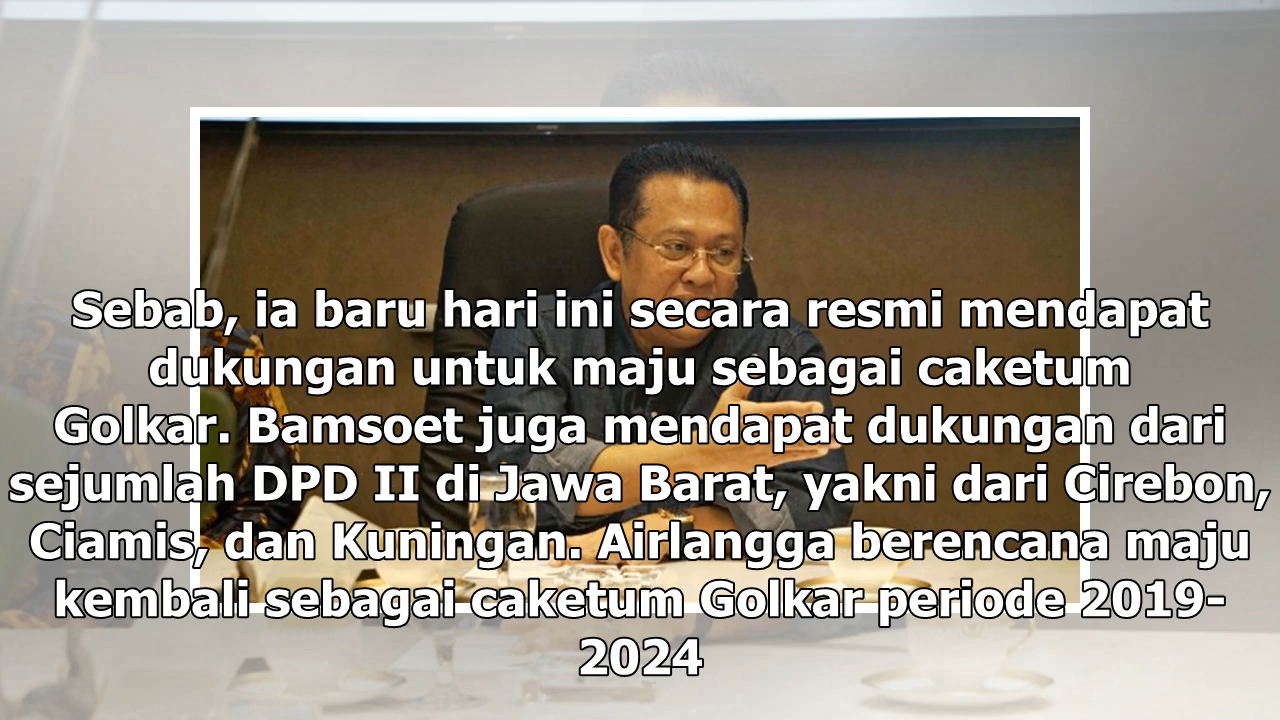 Sebab, ia baru hari ini secara resmi mendapat
dukungan untuk maju sebagai caketum
Golkar. Bamsoet juga mendapat dukungan dari
sejumlah DPD II di Jawa Barat, yakni dari Cirebon,
Ciamis, dan Kuningan. Airlangga berencana maju
kembali sebagai caketum Golkar periode 2019-
2024